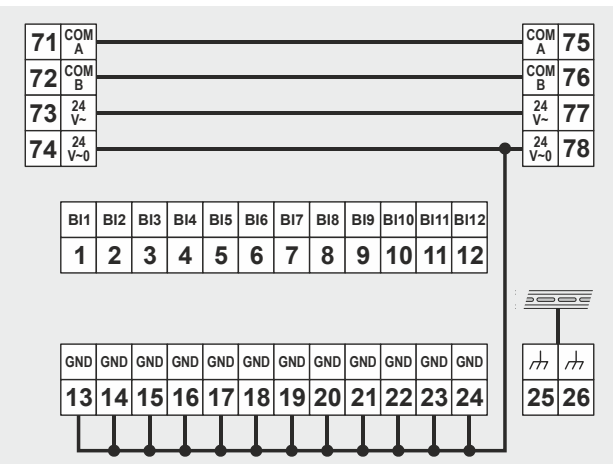 71 COM A COM A 75
72 COM B COM B 76
73 24 V~ 24 V~ 77
74 24 V~0 24 V~0 78
BI1 BI2 BI3 BI4 BI5 BI6 BI7 BI8 BI9 BI10 BI11 BI12
1 2 3 4 5 6 7 8 9 10 11 12
GND GND GND GND GND GND GND GND GND GND GND GND
13 14 15 16 17 18 19 20 21 22 23 24 25 26